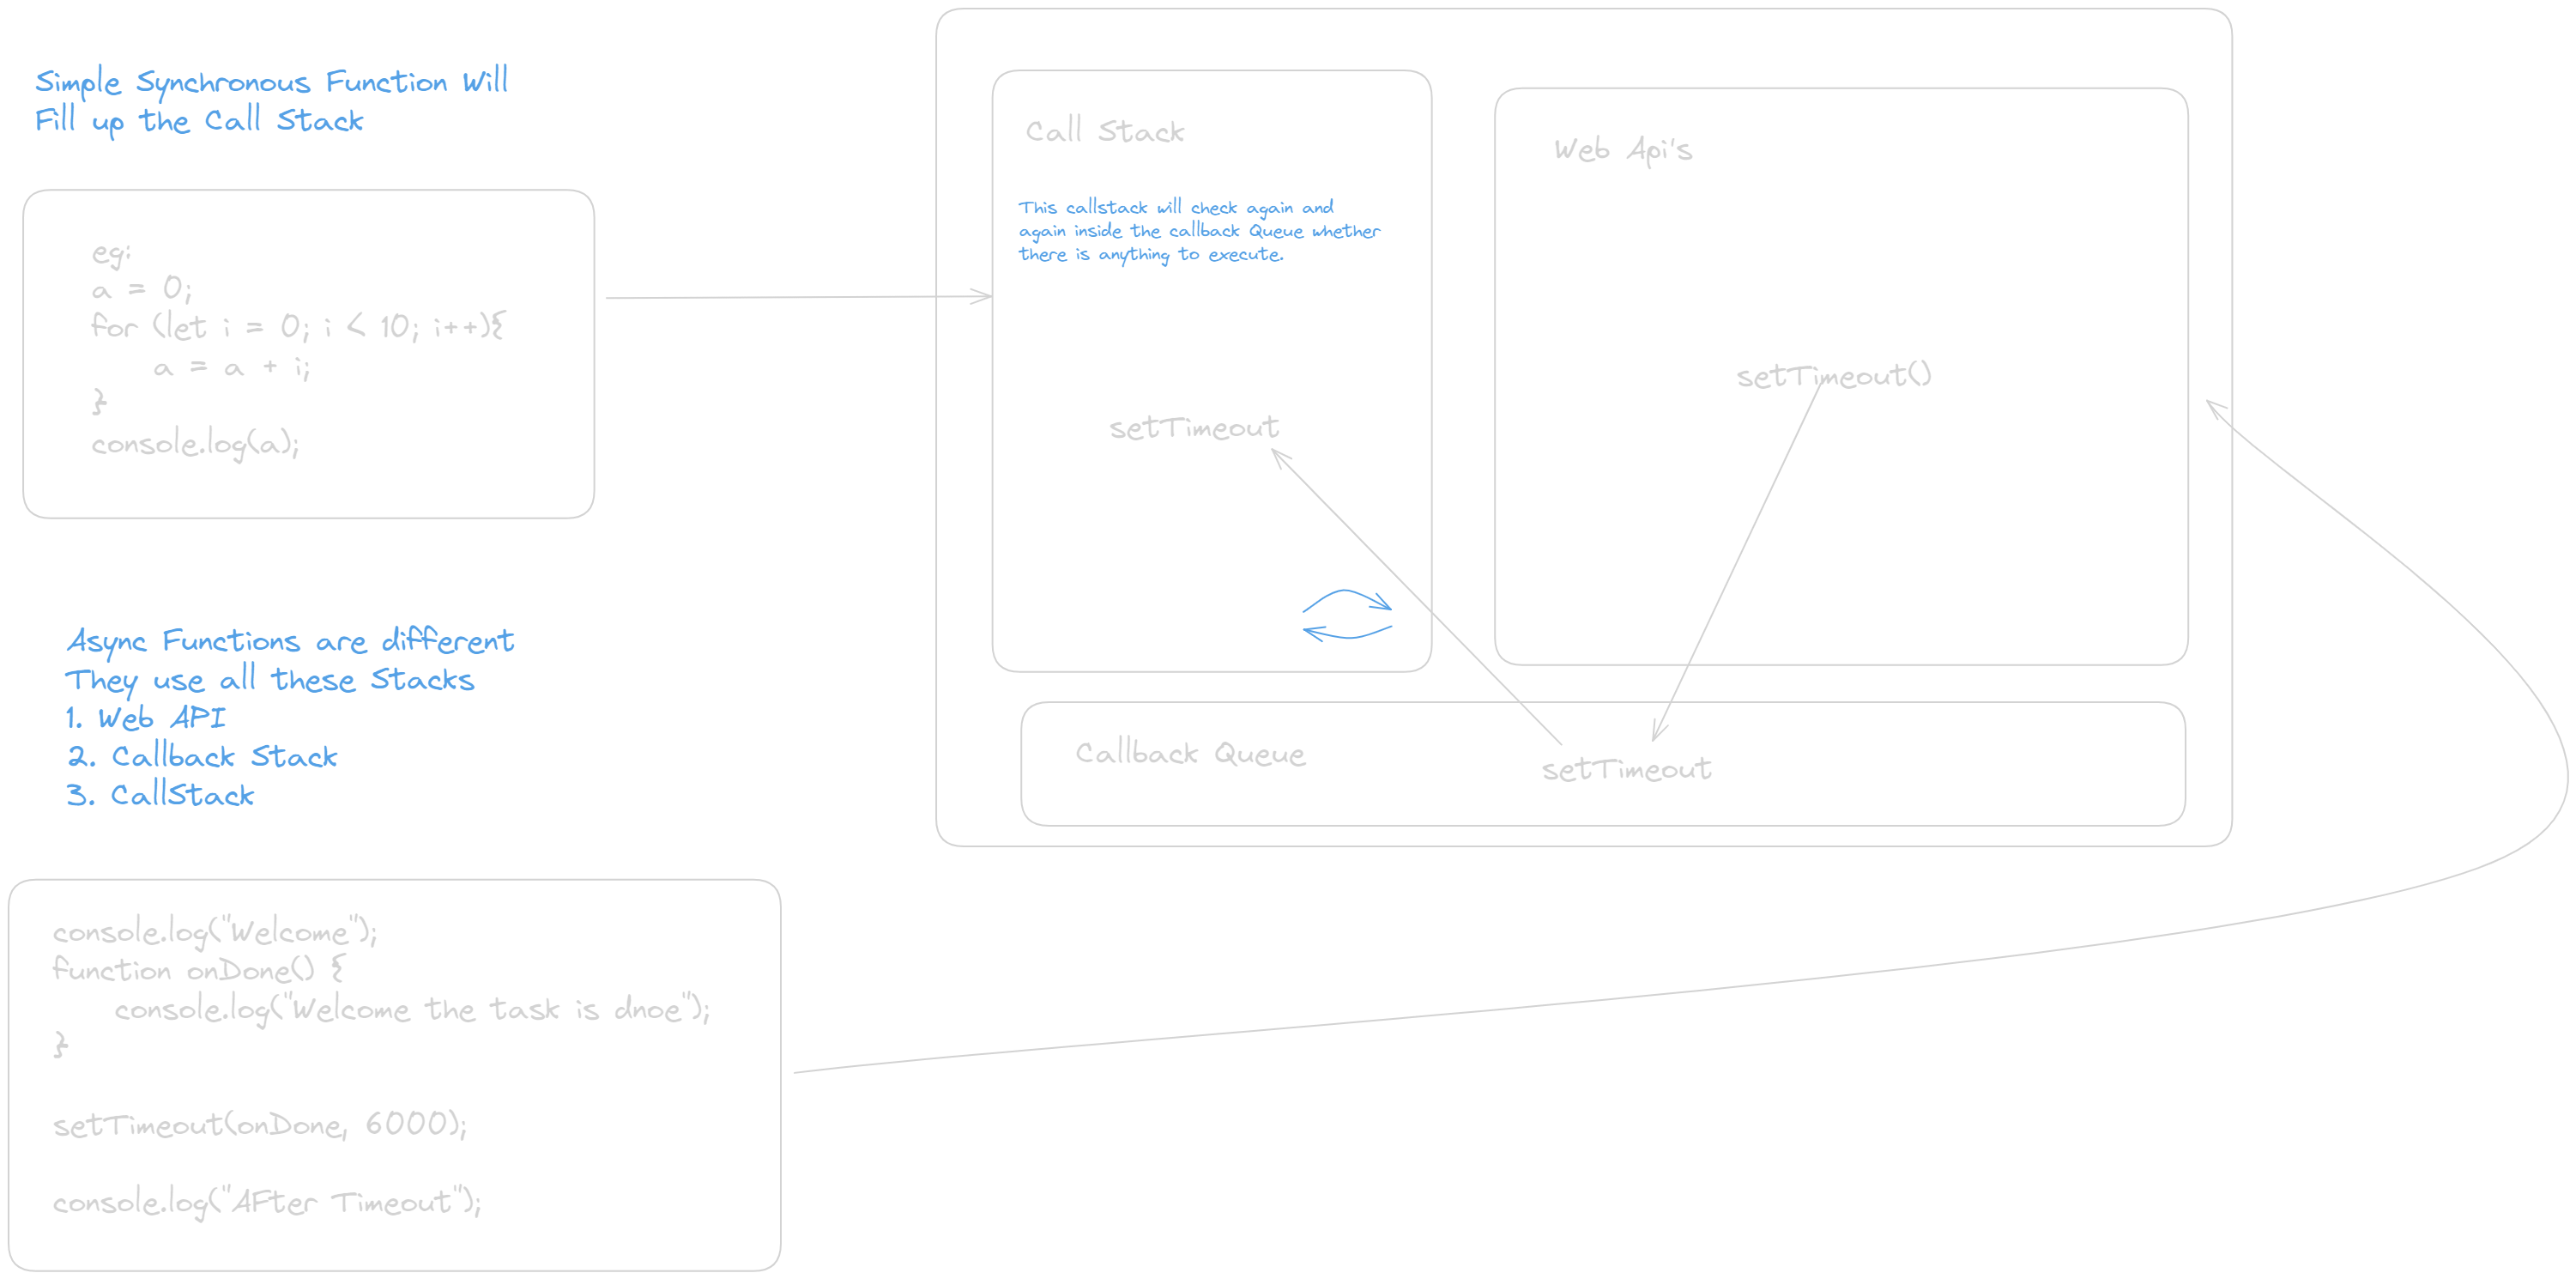 Simple Synchronous Function Will
Fill up the Call Stack
eg:
a = 0;
for (let i = 0; i < 10; i++){
a = a + i;
}
console.log(a);
Async Functions are different
They use all these Stacks
1. Web API
2. Callback Stack
3. CallStack
console.log("Welcome");
function onDone() {
console.log("Welcome the task is dnoe");
}
setTimeout(onDone, 6000);
console.log("AFter Timeout");
Call Stack
This callstack will check again and
again inside the callback Queue whether
there is anything to execute.
setTimeout
Web Api's
setTimeout()
Callback Queue
setTimeout